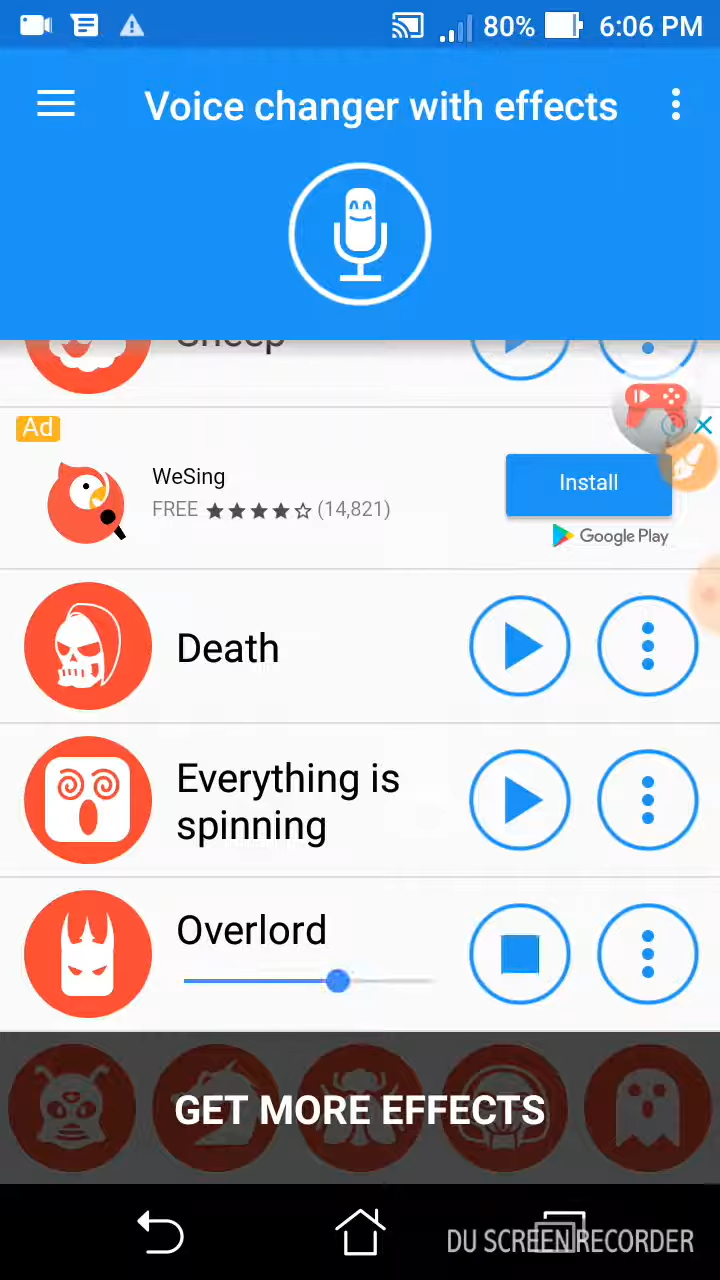 80% 6:06 PM
Voice changer with effects
Sheep
Ad
WeSing
FREE (14,821)
Install
Google Play
Death
Everything is
spinning
Overlord
GET MORE EFFECTS
DU SCREEN RECORDER